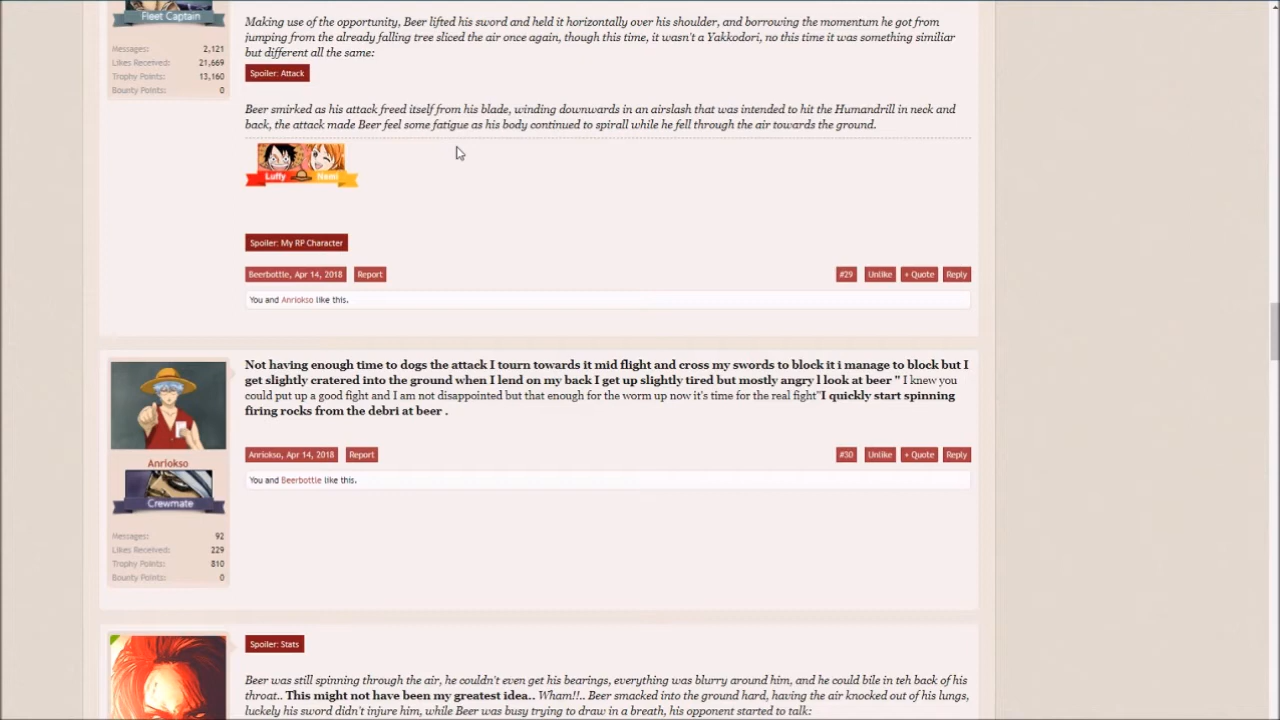 Fleet Captain
Messages: 2,121
Likes Received: 21,669
Trophy Points: 13,160
Bounty Points: 0
Making use of the opportunity, Beer lifted his sword and held it horizontally over his shoulder, and borrowing the momentum he got from
jumping from the already falling tree sliced the air once again, though this time, it wasn't a Yakkodori, no this time it was something similiar
but different all the same:
Spoiler: Attack
Beer smirked as his attack freed itself from his blade, winding downwards in an airslash that was intended to hit the Humandrill in neck and
back, the attack made Beer feel some fatigue as his body continued to spirall while he fell through the air towards the ground.
Luffy Nami
Spoiler: My RP Character
Beerbottle, Apr 14, 2018 Report #29 Unlike + Quote Reply
You and Anriokso like this.
Not having enough time to dogs the attack I tourn towards it mid flight and cross my swords to block it i manage to block but I
get slightly cratered into the ground when I lend on my back I get up slightly tired but mostly angry l look at beer " I knew you
could put up a good fight and I am not disappointed but that enough for the worm up now it's time for the real fight"I quickly start spinning
firing rocks from the debri at beer .
Anriokso
Crewmate
Messages: 92
Likes Received: 229
Trophy Points: 810
Bounty Points: 0
Anriokso, Apr 14, 2018 Report #30 Unlike + Quote Reply
You and Beerbottle like this.
Spoiler: Stats
Beer was still spinning through the air, he couldn't even get his bearings, everything was blurry around him, and he could bile in teh back of his
throat.. This might not have been my greatest idea.. Wham!!.. Beer smacked into the ground hard, having the air knocked out of his lungs,
luckely his sword didn't injure him, while Beer was busy trying to draw in a breath, his opponent started to talk: